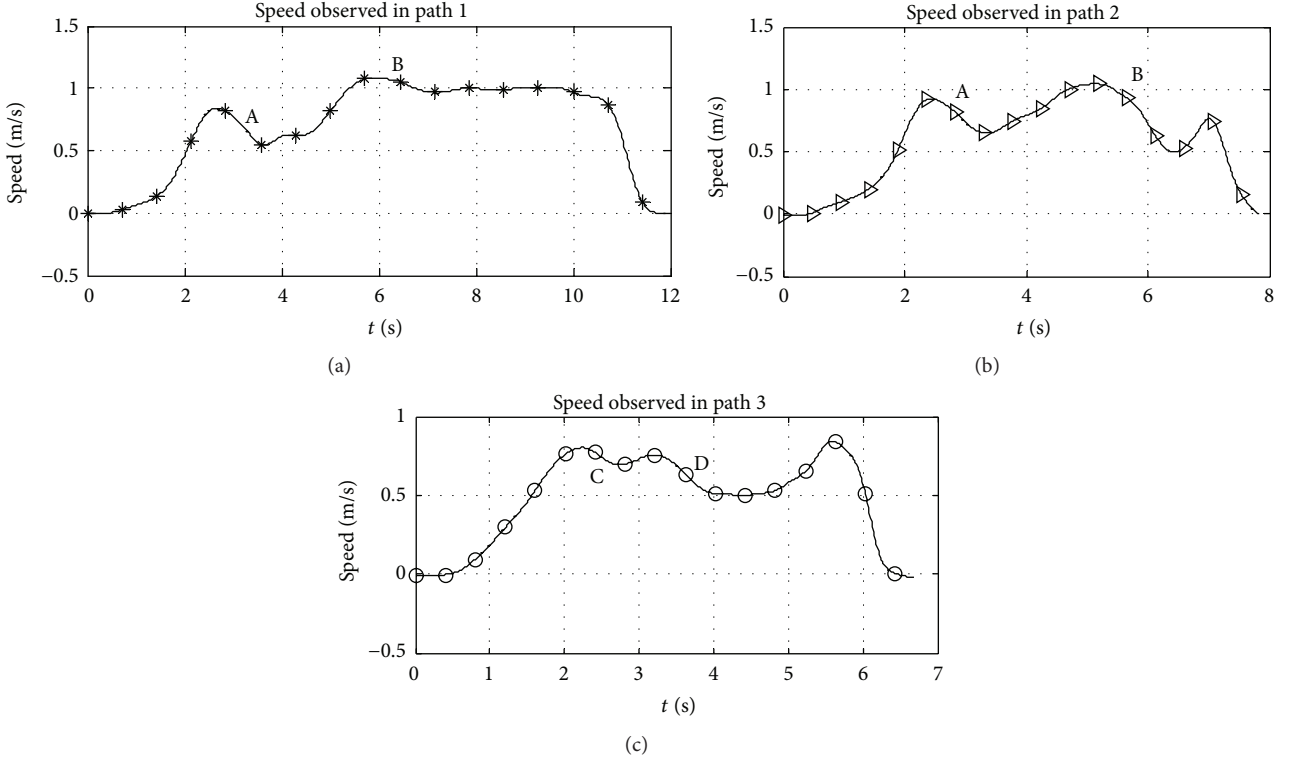 Speed observed in path 1
1.5
1
0.5
0
−0.5
Speed (m/s)
A
B
0 2 4 6 8 10 12
t (s)
(a)
Speed observed in path 2
1.5
1
0.5
0
−0.5
Speed (m/s)
A
B
0 2 4 6 8
t (s)
(b)
Speed observed in path 3
1
0.5
0
−0.5
Speed (m/s)
C
D
0 1 2 3 4 5 6 7
t (s)
(c)